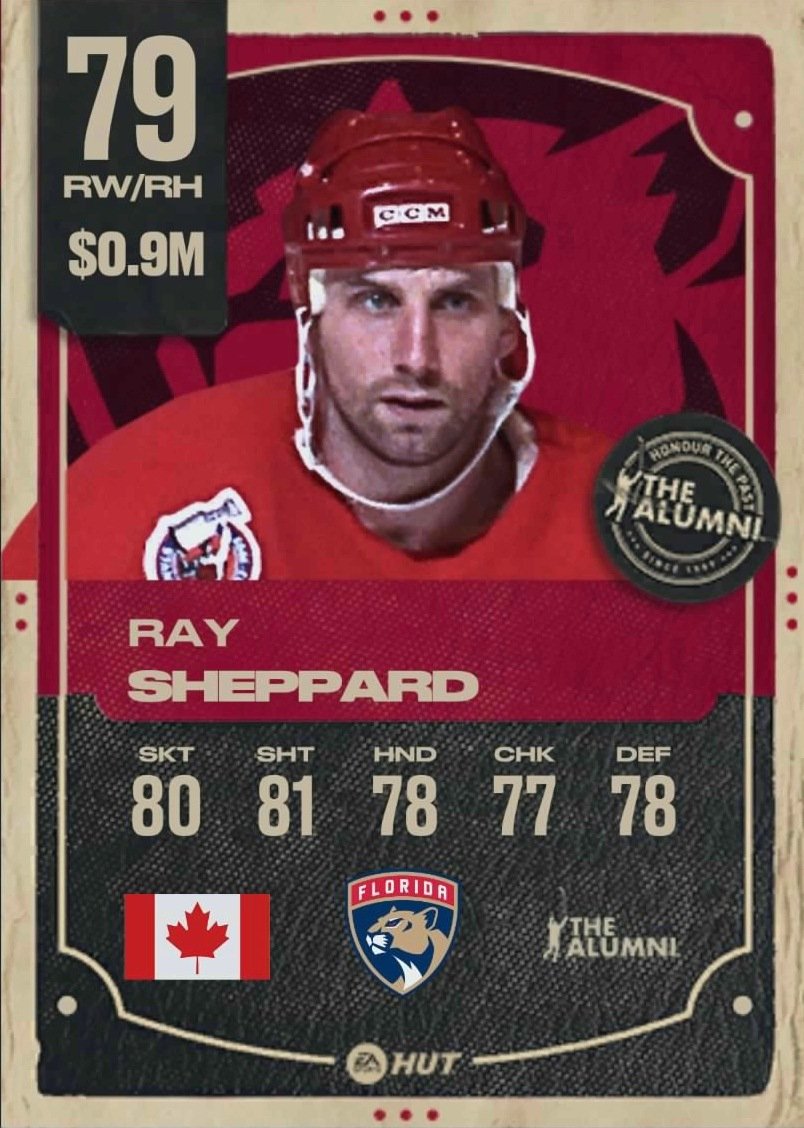 79
RW/RH
$0.9M
CCM
HONOUR THE PAST
THE
ALUMNI
RAY
SHEPPARD
SKT SHT HND CHK DEF
80 81 78 77 78
FLORIDA
THE
ALUMNI
EA HUT